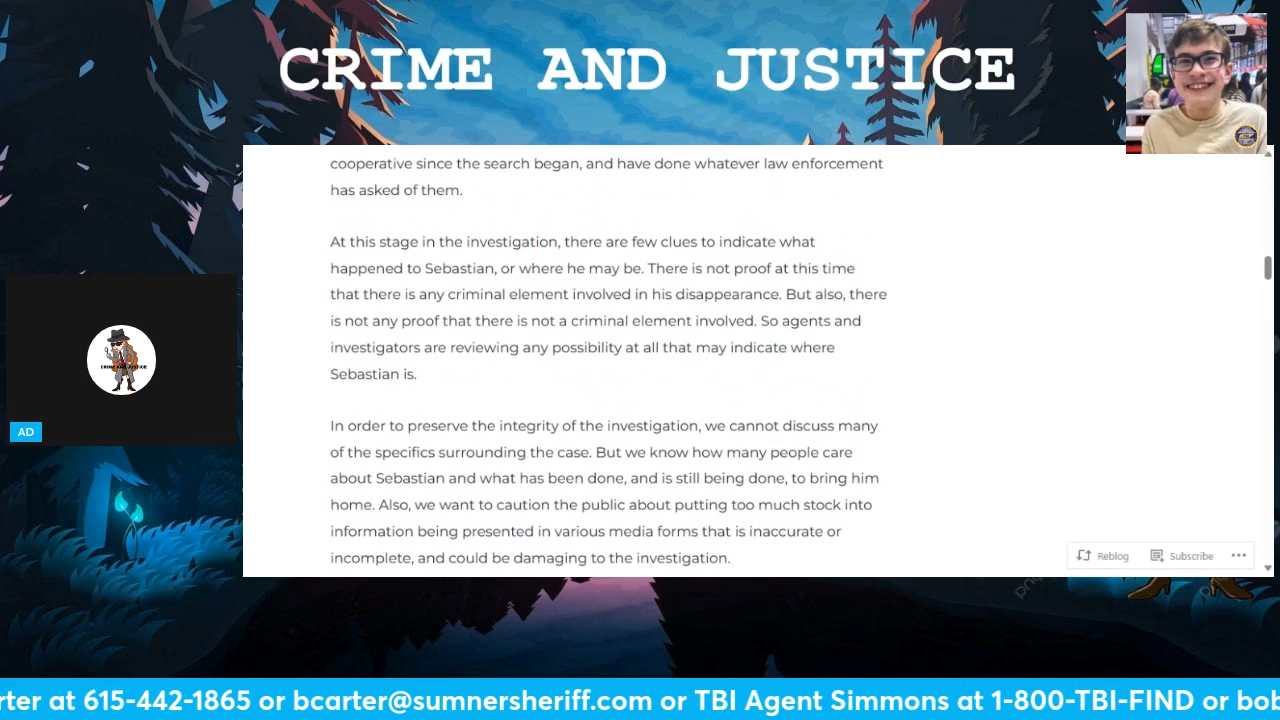 CRIME AND JUSTICE
cooperative since the search began, and have done whatever law enforcement
has asked of them.
At this stage in the investigation, there are few clues to indicate what
happened to Sebastian, or where he may be. There is not proof at this time
that there is any criminal element involved in his disappearance. But also, there
is not any proof that there is not a criminal element involved. So agents and
investigators are reviewing any possibility at all that may indicate where
Sebastian is.
In order to preserve the integrity of the investigation, we cannot discuss many
of the specifics surrounding the case. But we know how many people care
about Sebastian and what has been done, and is still being done, to bring him
home. Also, we want to caution the public about putting too much stock into
information being presented in various media forms that is inaccurate or
incomplete, and could be damaging to the investigation.
Reblog Subscribe
CRIME AND JUSTICE
AD
rter at 615-442-1865 or bcarter@sumnersheriff.com or TBI Agent Simmons at 1-800-TBI-FIND or bob